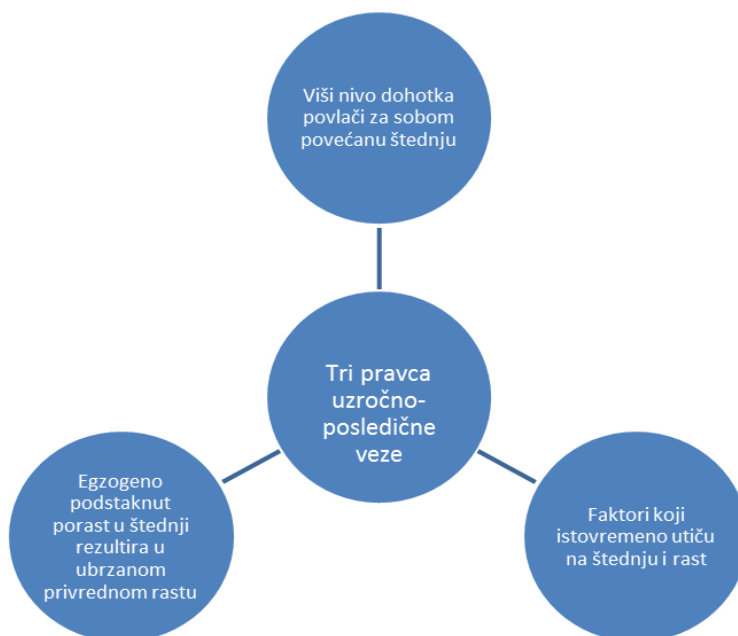 Viši nivo dohotka
povlači za sobom
povećanu štednju
Tri pravca
uzročno-
posledične
veze
Egzogeno
podstaknut
porast u štednji
rezultira u
ubrzanom
privrednom rastu
Faktori koji
istovremeno utiču
na štednju i rast